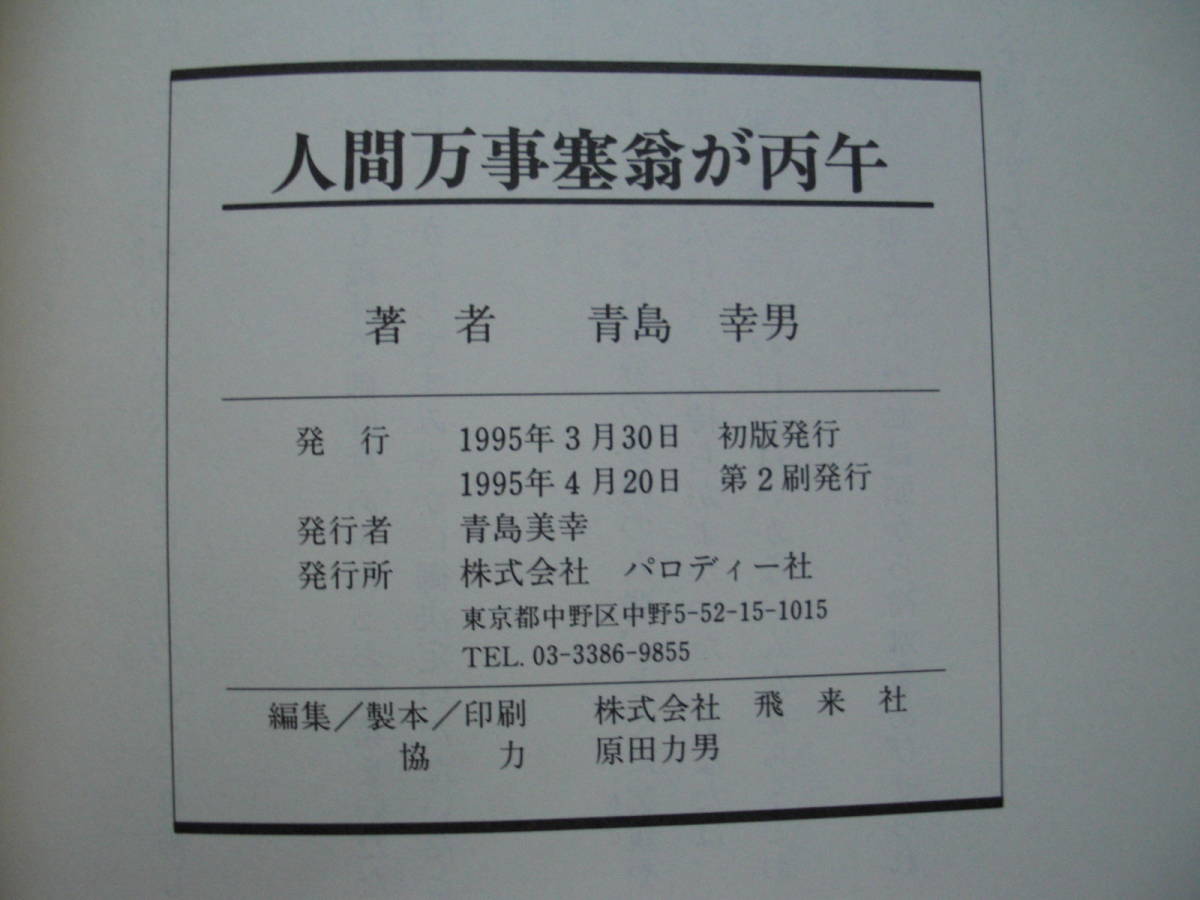 人間万事塞翁が丙午
著者 青島 幸男
発行 1995年3月30日 初版発行
1995年4月20日 第2刷発行
発行者 青島美幸
発行所 株式会社 パロディー社
東京都中野区中野5-52-15-1015
TEL. 03-3386-9855
編集／製本／印刷 株式会社 飛来社
協力 原田力男